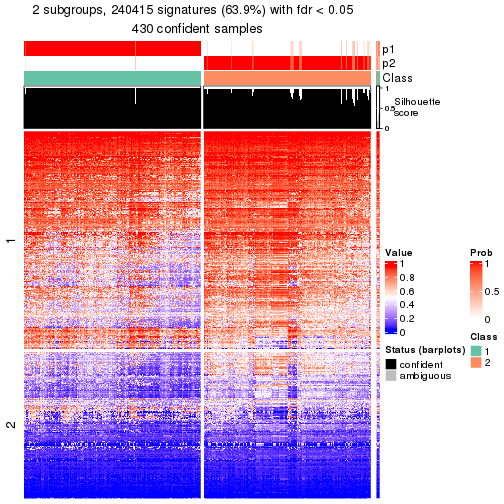 2 subgroups, 240415 signatures (63.9%) with fdr < 0.05
430 confident samples
p1
p2
Class
1
0.5
0
Silhouette
score
1
2
Value
1
0.8
0.6
0.4
0.2
0
Prob
1
0.5
0
Status (barplots)
confident
ambiguous
Class
1
2